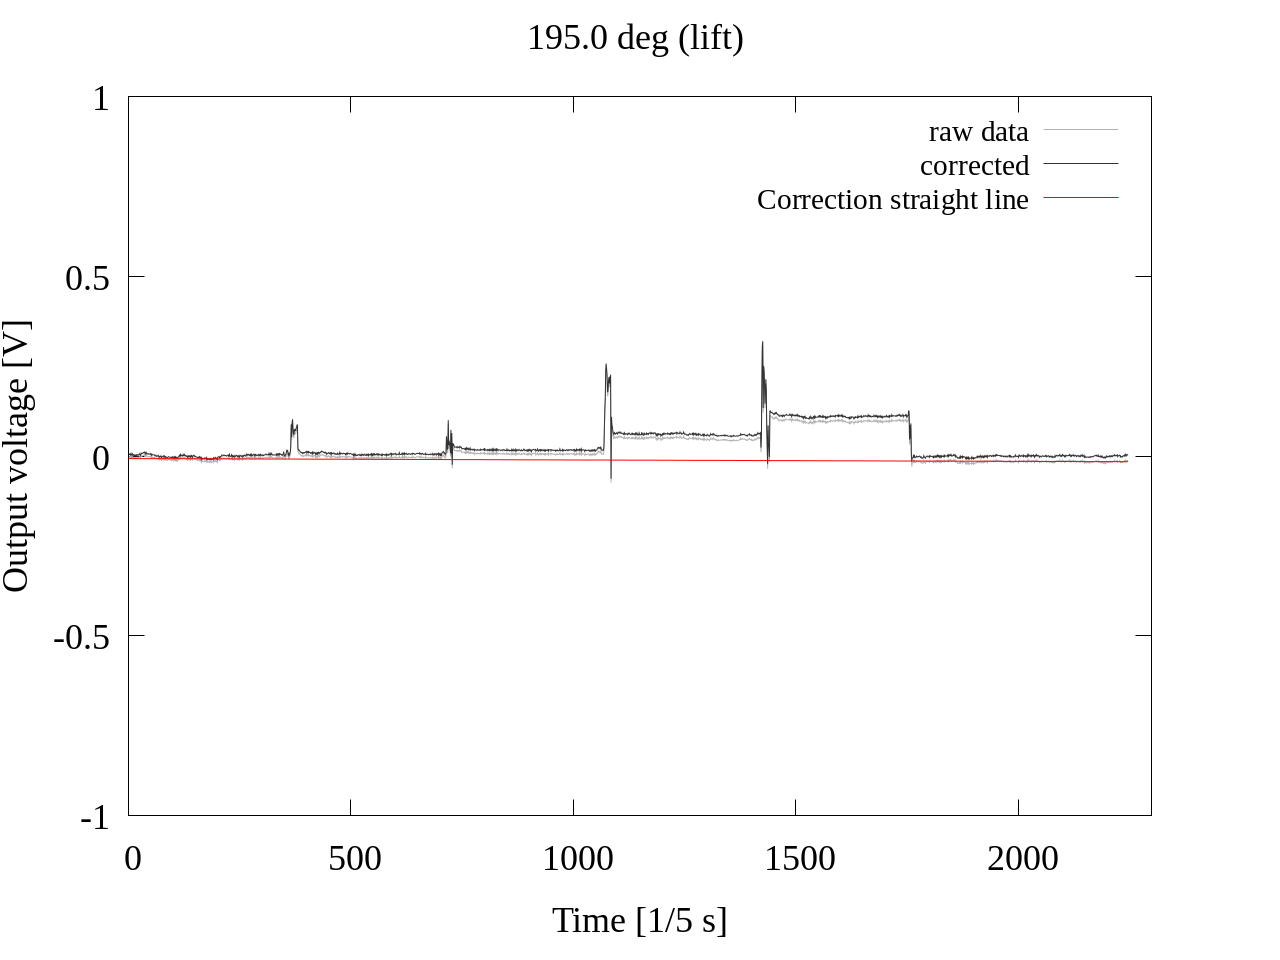 195.0 deg (lift)
1
0.5
0
-0.5
-1
Output voltage [V]
raw data
corrected
Correction straight line
0 500 1000 1500 2000
Time [1/5 s]